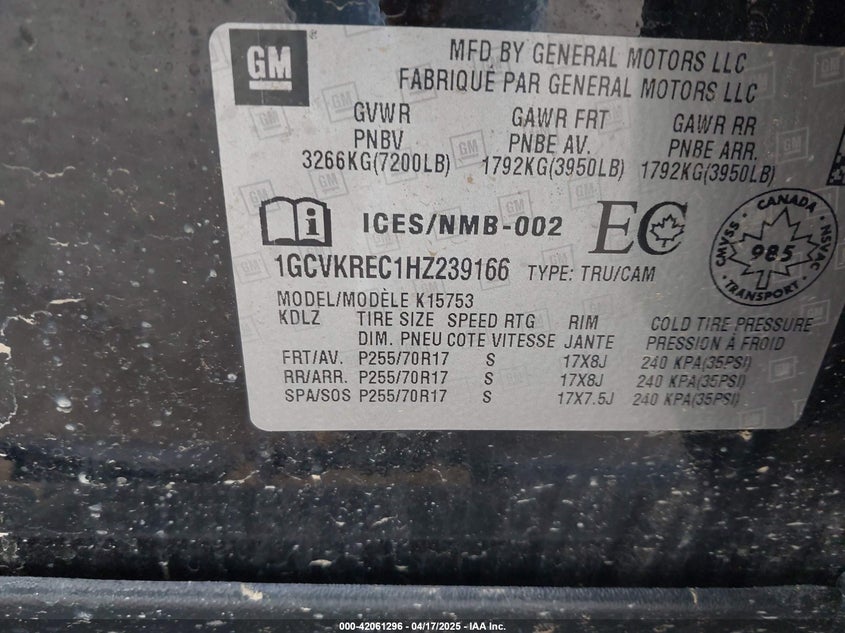 GM
MFD BY GENERAL MOTORS LLC
FABRIQUÉ PAR GENERAL MOTORS LLC
GVWR GAWR FRT GAWR RR
PNBV PNBE AV. PNBE ARR.
3266KG(7200LB) 1792KG(3950LB) 1792KG(3950LB)
i ICES/NMB-002 EC
CANADA
CMVSS 985 NSVAC
TRANSPORT
1GCVKREC1HZ239166 TYPE: TRU/CAM
MODEL/MODÈLE K15753
KDLZ TIRE SIZE SPEED RTG RIM COLD TIRE PRESSURE
DIM. PNEU COTE VITESSE JANTE PRESSION À FROID
FRT/AV. P255/70R17 S 17X8J 240 KPA(35PSI)
RR/ARR. P255/70R17 S 17X8J 240 KPA(35PSI)
SPA/SOS P255/70R17 S 17X7.5J 240 KPA(35PSI)
000-42061296 - 04/17/2025 - IAA Inc.